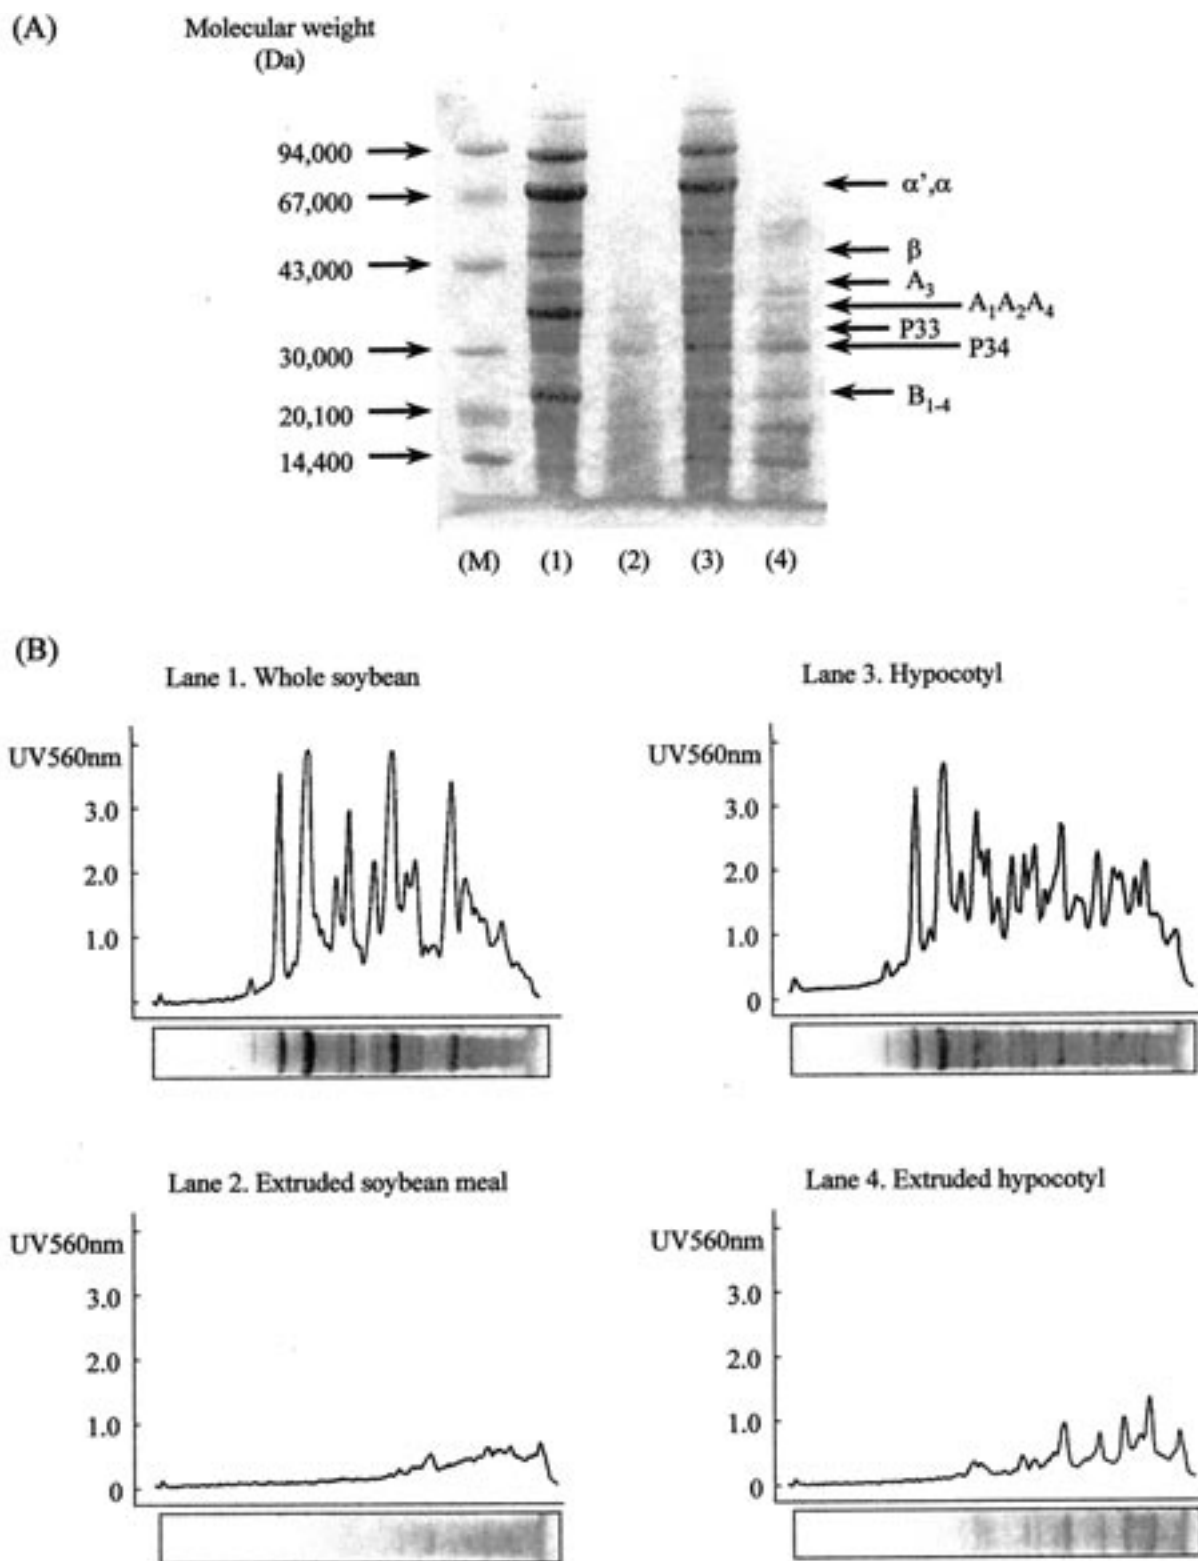 (A)
Molecular weight
(Da)
94,000
67,000
43,000
30,000
20,100
14,400
α’,α
β
A₃
A₁A₂A₄
P33
P34
B₁₋₄
(M) (1) (2) (3) (4)
(B)
Lane 1. Whole soybean
UV560nm
3.0
2.0
1.0
Lane 3. Hypocotyl
UV560nm
3.0
2.0
1.0
0
Lane 2. Extruded soybean meal
UV560nm
3.0
2.0
1.0
0
Lane 4. Extruded hypocotyl
UV560nm
3.0
2.0
1.0
0